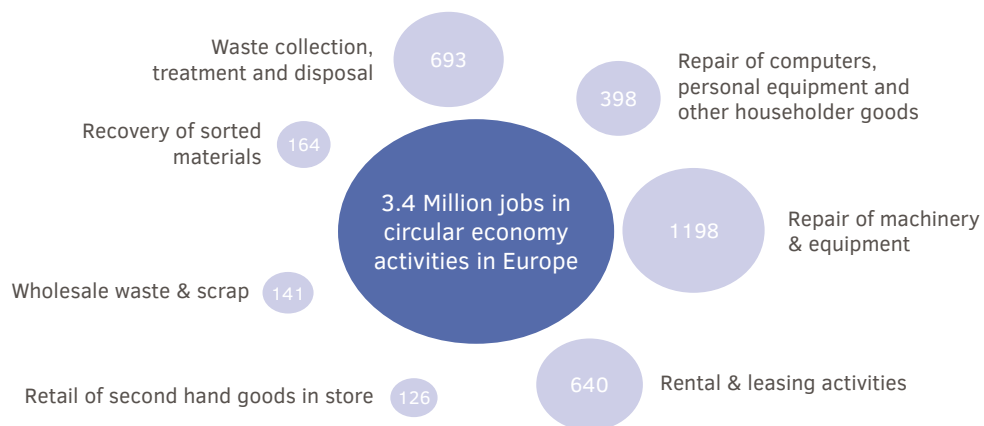 Waste collection,
treatment and disposal
693
Repair of computers,
personal equipment and
other householder goods
398
Recovery of sorted
materials
164
3.4 Million jobs in
circular economy
activities in Europe
1198
Repair of machinery
& equipment
Wholesale waste & scrap
141
Retail of second hand goods in store
126
640
Rental & leasing activities